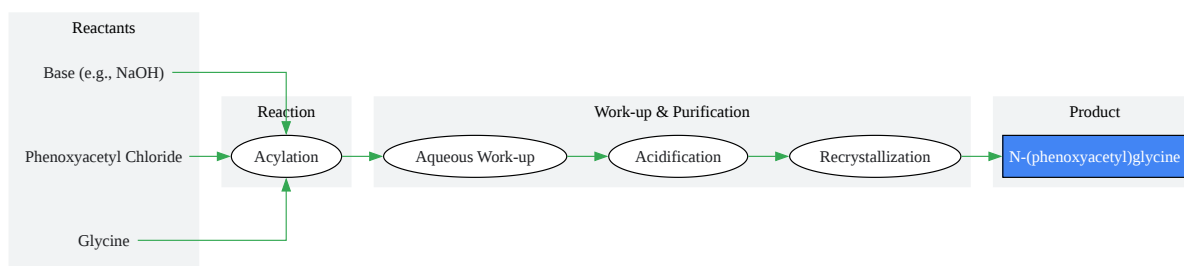 Reactants
Base (e.g., NaOH)
Phenoxyacetyl Chloride
Glycine
Reaction
Acylation
Work-up & Purification
Aqueous Work-up
Acidification
Recrystallization
Product
N-(phenoxyacetyl)glycine